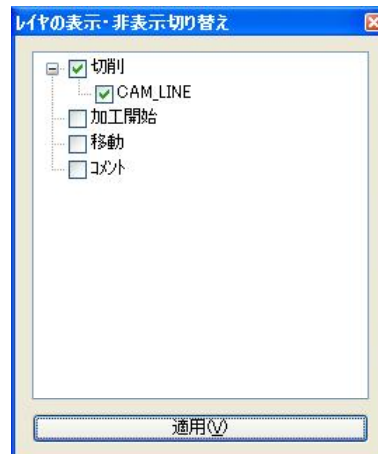 レイヤの表示・非表示切り替え
切削
CAM_LINE
加工開始
移動
コメント
適用(V)